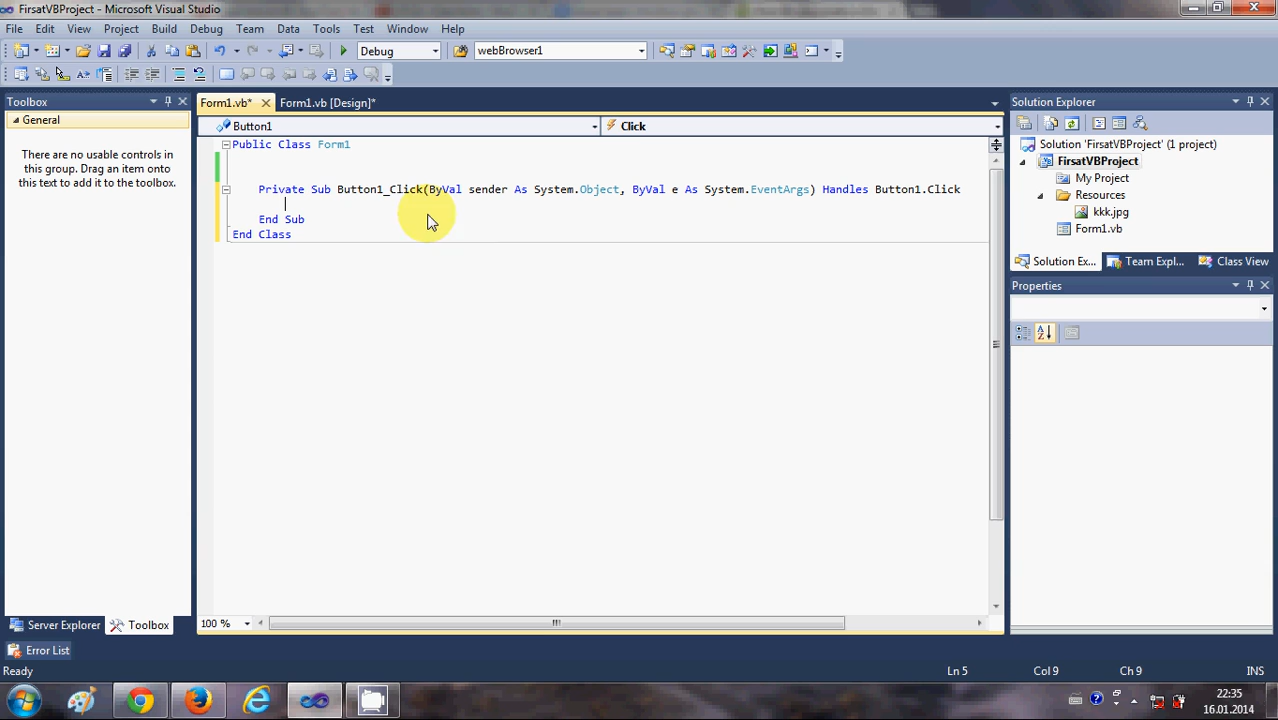 FirsatVBProject - Microsoft Visual Studio
File Edit View Project Build Debug Team Data Tools Test Window Help
Debug webBrowser1
Toolbox
General
There are no usable controls in
this group. Drag an item onto
this text to add it to the toolbox.
Server Explorer Toolbox
Form1.vb* Form1.vb [Design]*
Button1 Click
Public Class Form1
Private Sub Button1_Click(ByVal sender As System.Object, ByVal e As System.EventArgs) Handles Button1.Click
End Sub
End Class
100 %
Solution Explorer
Solution 'FirsatVBProject' (1 project)
FirsatVBProject
My Project
Resources
kkk.jpg
Form1.vb
Solution Ex... Team Expl... Class View
Properties
Error List
Ready Ln 5 Col 9 Ch 9 INS
22:35
16.01.2014